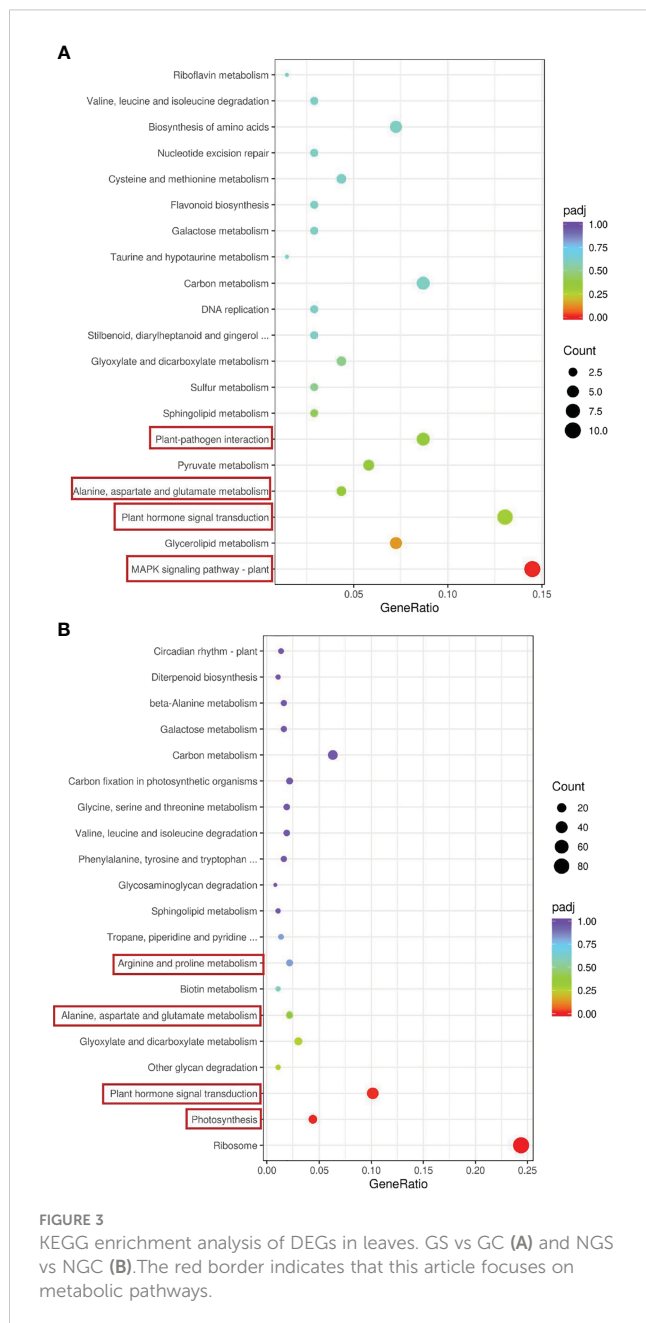 A
Riboflavin metabolism
Valine, leucine and isoleucine degradation
Biosynthesis of amino acids
Nucleotide excision repair
Cysteine and methionine metabolism
Flavonoid biosynthesis
Galactose metabolism
Taurine and hypotaurine metabolism
Carbon metabolism
DNA replication
Stilbenoid, diarylheptanoid and gingerol ...
Glyoxylate and dicarboxylate metabolism
Sulfur metabolism
Sphingolipid metabolism
Plant-pathogen interaction
Pyruvate metabolism
Alanine, aspartate and glutamate metabolism
Plant hormone signal transduction
Glycerolipid metabolism
MAPK signaling pathway - plant
0.05 0.10 0.15
GeneRatio
padj
1.00
0.75
0.50
0.25
0.00
Count
2.5
5.0
7.5
10.0
B
Circadian rhythm - plant
Diterpenoid biosynthesis
beta-Alanine metabolism
Galactose metabolism
Carbon metabolism
Carbon fixation in photosynthetic organisms
Glycine, serine and threonine metabolism
Valine, leucine and isoleucine degradation
Phenylalanine, tyrosine and tryptophan ...
Glycosaminoglycan degradation
Sphingolipid metabolism
Tropane, piperidine and pyridine ...
Arginine and proline metabolism
Biotin metabolism
Alanine, aspartate and glutamate metabolism
Glyoxylate and dicarboxylate metabolism
Other glycan degradation
Plant hormone signal transduction
Photosynthesis
Ribosome
0.00 0.05 0.10 0.15 0.20 0.25
GeneRatio
Count
20
40
60
80
padj
1.00
0.75
0.50
0.25
0.00
FIGURE 3
KEGG enrichment analysis of DEGs in leaves. GS vs GC (A) and NGS
vs NGC (B).The red border indicates that this article focuses on
metabolic pathways.